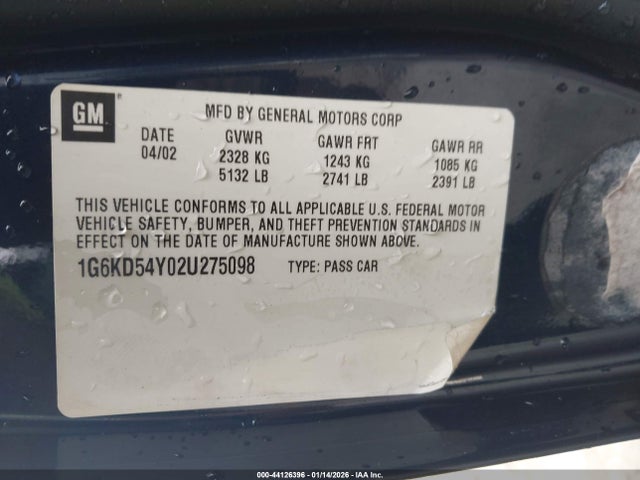 GM
MFD BY GENERAL MOTORS CORP
DATE GVWR GAWR FRT GAWR RR
04/02 2328 KG 1243 KG 1085 KG
5132 LB 2741 LB 2391 LB
THIS VEHICLE CONFORMS TO ALL APPLICABLE U.S. FEDERAL MOTOR
VEHICLE SAFETY, BUMPER, AND THEFT PREVENTION STANDARDS IN
EFFECT ON THE DATE OF MANUFACTURE SHOWN ABOVE.
1G6KD54Y02U275098 TYPE: PASS CAR
000-44126396 - 01/14/2026 - IAAI.COM